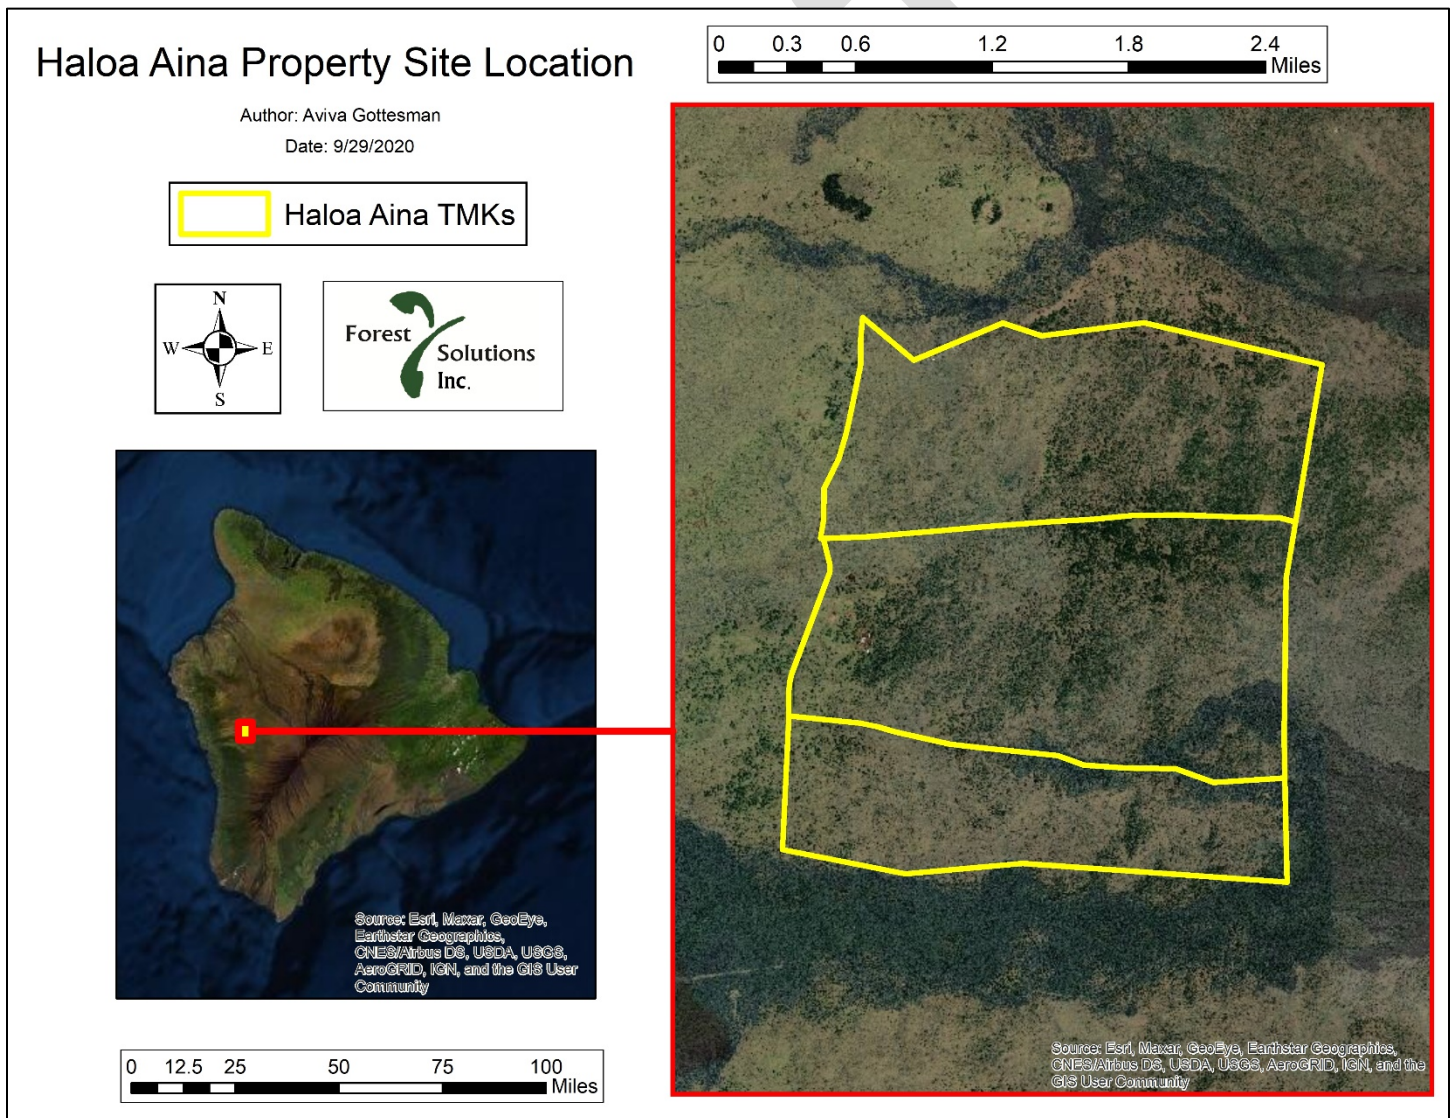 Haloa Aina Property Site Location
Author: Aviva Gottesman
Date: 9/29/2020
Haloa Aina TMKs
N
W E
S
Forest
Solutions
Inc.
Source: Esri, Maxar, GeoEye,
Earthstar Geographics,
CNES/Airbus DS, USDA, USGS,
AeroGRID, IGN, and the GIS User
Community
0 12.5 25 50 75 100
Miles
0 0.3 0.6 1.2 1.8 2.4
Miles
Source: Esri, Maxar, GeoEye, Earthstar Geographics,
CNES/Airbus DS, USDA, USGS, AeroGRID, IGN, and the
GIS User Community